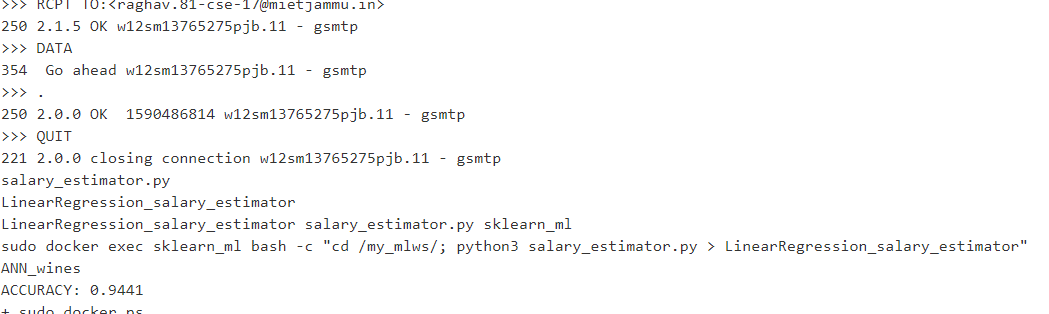 >>> RCPT TO:<raghav.81-cse-17@mietjammu.in>
250 2.1.5 OK w12sm13765275pjb.11 - gsmtp
>>> DATA
354  Go ahead w12sm13765275pjb.11 - gsmtp
>>> .
250 2.0.0 OK  1590486814 w12sm13765275pjb.11 - gsmtp
>>> QUIT
221 2.0.0 closing connection w12sm13765275pjb.11 - gsmtp
salary_estimator.py
LinearRegression_salary_estimator
LinearRegression_salary_estimator salary_estimator.py sklearn_ml
sudo docker exec sklearn_ml bash -c "cd /my_mlws/; python3 salary_estimator.py > LinearRegression_salary_estimator"
ANN_wines
ACCURACY: 0.9441
+ sudo docker ps